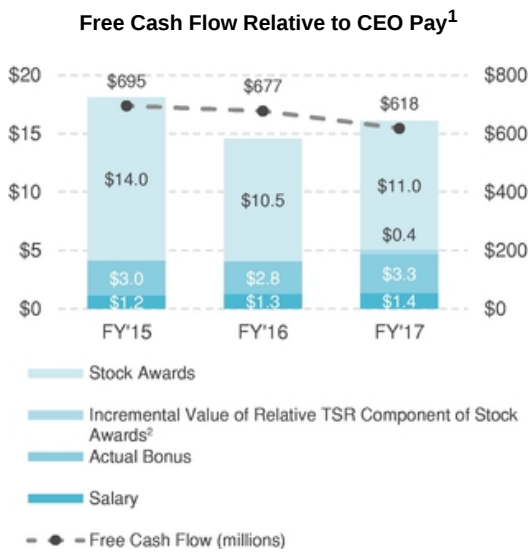 Free Cash Flow Relative to CEO Pay1
$20 $695 $677 $618 $800
$15 $600
$14.0 $10.5 $11.0
$10 $400
$0.4
$5 $200
$3.0 $2.8 $3.3
$0 $1.2 $1.3 $1.4 $0
FY'15 FY'16 FY'17
Stock Awards
Incremental Value of Relative TSR Component of Stock
Awards2
Actual Bonus
Salary
Free Cash Flow (millions)